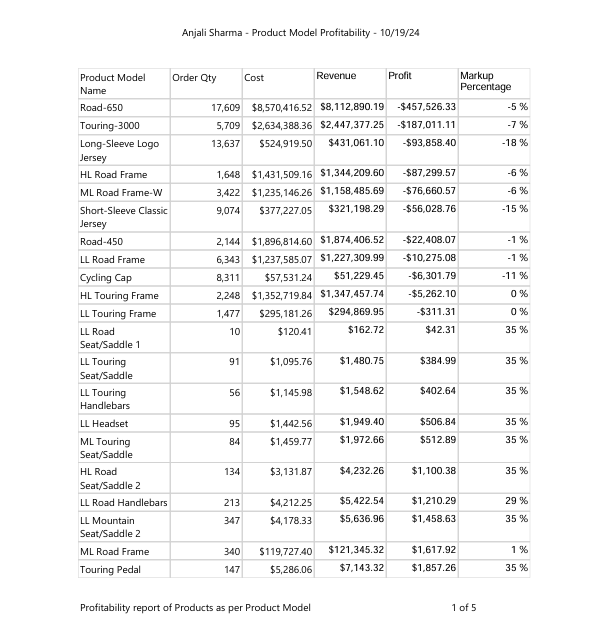 Anjali Sharma - Product Model Profitability - 10/19/24
Product Model Name Order Qty Cost Revenue Profit Markup Percentage
Road-650 17,609 $8,570,416.52 $8,112,890.19 -$457,526.33 -5 %
Touring-3000 5,709 $2,634,388.36 $2,447,377.25 -$187,011.11 -7 %
Long-Sleeve Logo Jersey 13,637 $524,919.50 $431,061.10 -$93,858.40 -18 %
HL Road Frame 1,648 $1,431,509.16 $1,344,209.60 -$87,299.57 -6 %
ML Road Frame-W 3,422 $1,235,146.26 $1,158,485.69 -$76,660.57 -6 %
Short-Sleeve Classic Jersey 9,074 $377,227.05 $321,198.29 -$56,028.76 -15 %
Road-450 2,144 $1,896,814.60 $1,874,406.52 -$22,408.07 -1 %
LL Road Frame 6,343 $1,237,585.07 $1,227,309.99 -$10,275.08 -1 %
Cycling Cap 8,311 $57,531.24 $51,229.45 -$6,301.79 -11 %
HL Touring Frame 2,248 $1,352,719.84 $1,347,457.74 -$5,262.10 0 %
LL Touring Frame 1,477 $295,181.26 $294,869.95 -$311.31 0 %
LL Road Seat/Saddle 1 10 $120.41 $162.72 $42.31 35 %
LL Touring Seat/Saddle 91 $1,095.76 $1,480.75 $384.99 35 %
LL Touring Handlebars 56 $1,145.98 $1,548.62 $402.64 35 %
LL Headset 95 $1,442.56 $1,949.40 $506.84 35 %
ML Touring Seat/Saddle 84 $1,459.77 $1,972.66 $512.89 35 %
HL Road Seat/Saddle 2 134 $3,131.87 $4,232.26 $1,100.38 35 %
LL Road Handlebars 213 $4,212.25 $5,422.54 $1,210.29 29 %
LL Mountain Seat/Saddle 2 347 $4,178.33 $5,636.96 $1,458.63 35 %
ML Road Frame 340 $119,727.40 $121,345.32 $1,617.92 1 %
Touring Pedal 147 $5,286.06 $7,143.32 $1,857.26 35 %
Profitability report of Products as per Product Model 1 of 5